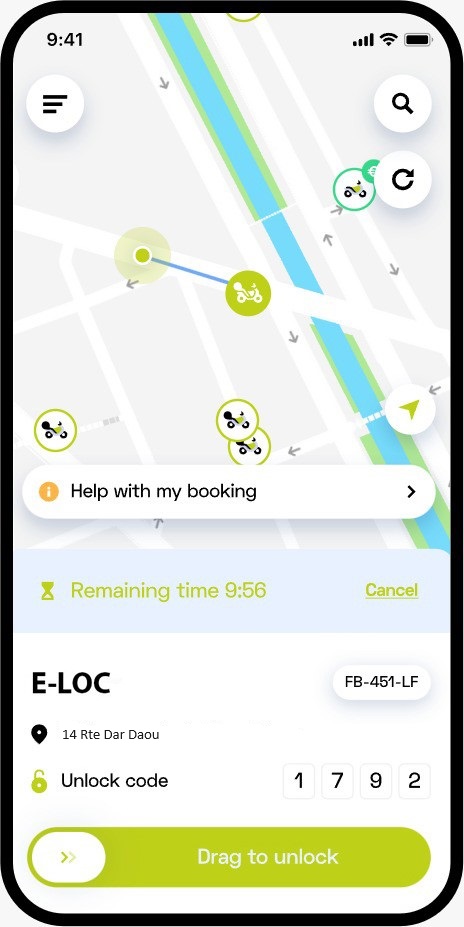 9:41
Help with my booking
Remaining time 9:56 Cancel
E-LOC FB-451-LF
14 Rte Dar Daou
Unlock code 1 7 9 2
Drag to unlock